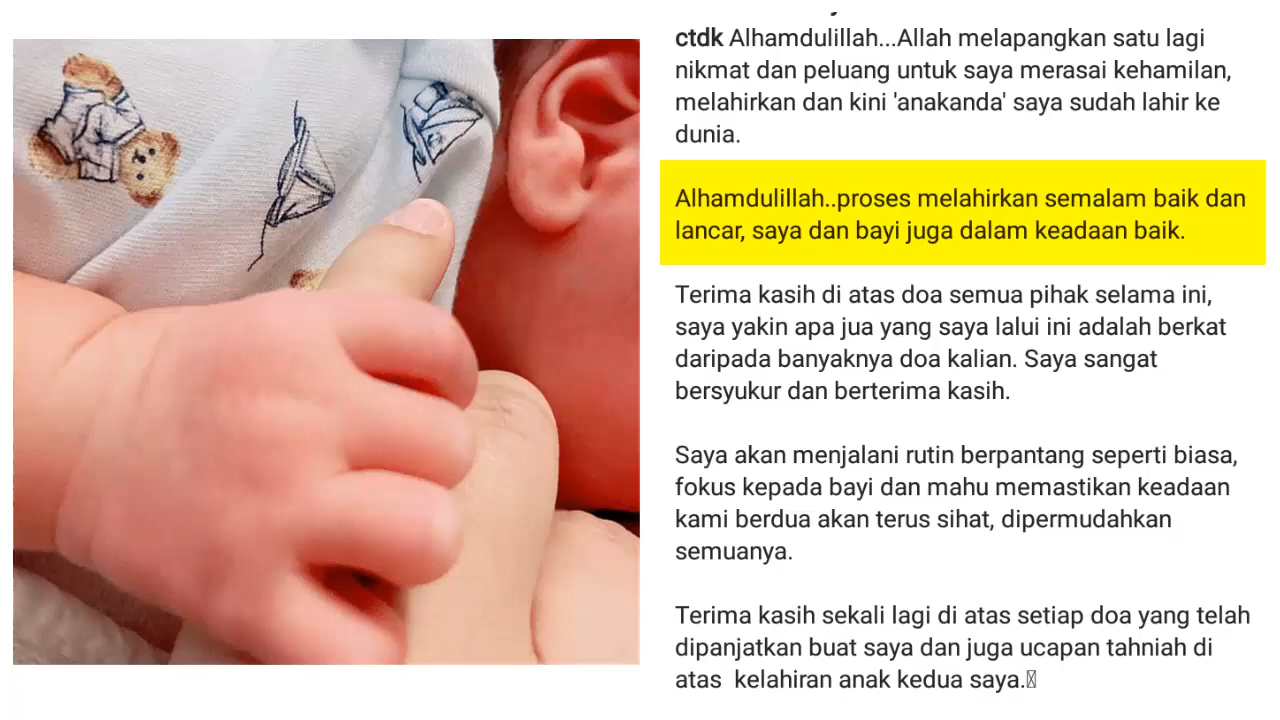 ctdk Alhamdulillah...Allah melapangkan satu lagi
nikmat dan peluang untuk saya merasai kehamilan,
melahirkan dan kini 'anakanda' saya sudah lahir ke
dunia.
Alhamdulillah..proses melahirkan semalam baik dan
lancar, saya dan bayi juga dalam keadaan baik.
Terima kasih di atas doa semua pihak selama ini,
saya yakin apa jua yang saya lalui ini adalah berkat
daripada banyaknya doa kalian. Saya sangat
bersyukur dan berterima kasih.
Saya akan menjalani rutin berpantang seperti biasa,
fokus kepada bayi dan mahu memastikan keadaan
kami berdua akan terus sihat, dipermudahkan
semuanya.
Terima kasih sekali lagi di atas setiap doa yang telah
dipanjatkan buat saya dan juga ucapan tahniah di
atas  kelahiran anak kedua saya.